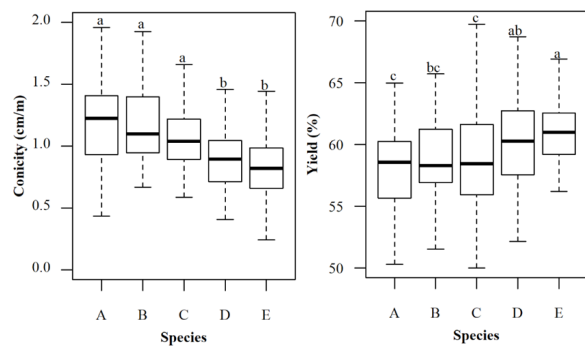 2.0
1.5
1.0
0.5
0.0
Conicity (cm/m)
a
a
a
b
b
A B C D E
Species
70
65
60
55
50
Yield (%)
c
bc
c
ab
a
A B C D E
Species